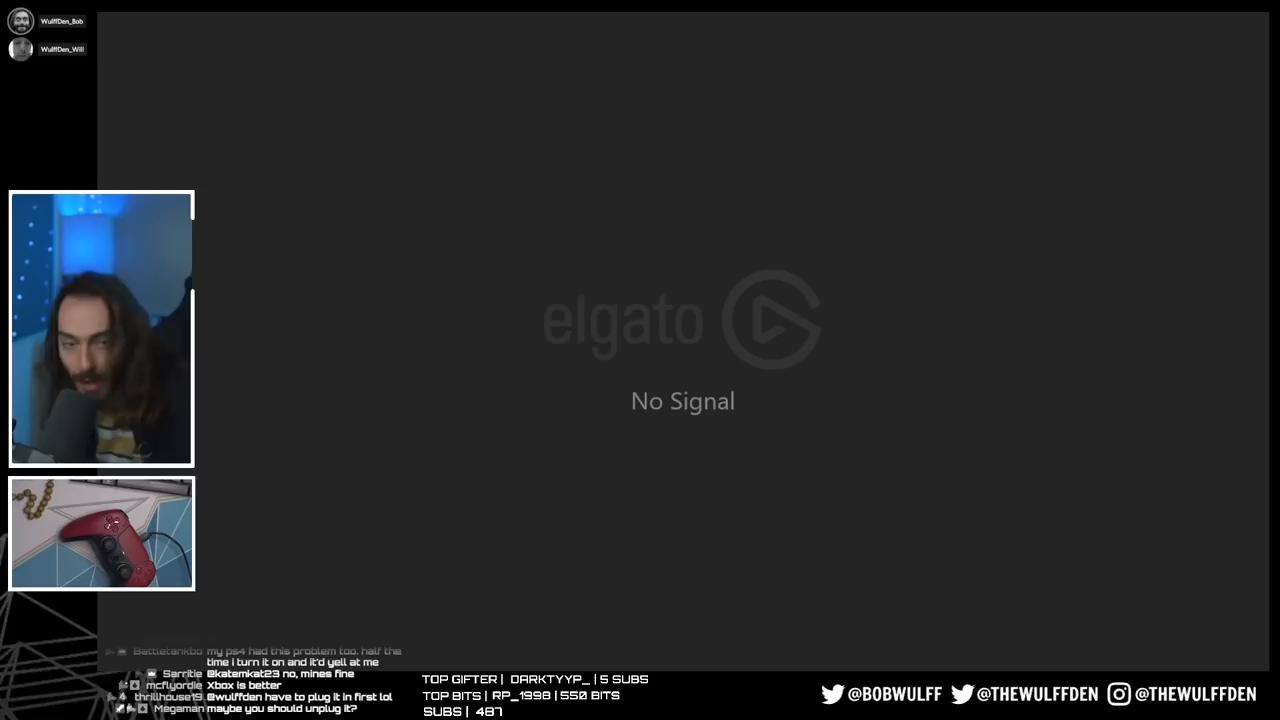 WulffDen_Bob
WulffDen_Will
elgato
No Signal
Battletankbo my ps4 had this problem too. half the
time i turn it on and it'd yell at me
Sarritie @katemkat23 no, mines fine
mcflyordie Xbox is better
thrillhouse19 @wulffden have to plug it in first lol
Megaman maybe you should unplug it?
TOP GIFTER | DARKTYYP_ | 5 SUBS
TOP BITS | RP_1998 | 550 BITS
SUBS | 487
@BOBWULFF @THEWULFFDEN @THEWULFFDEN